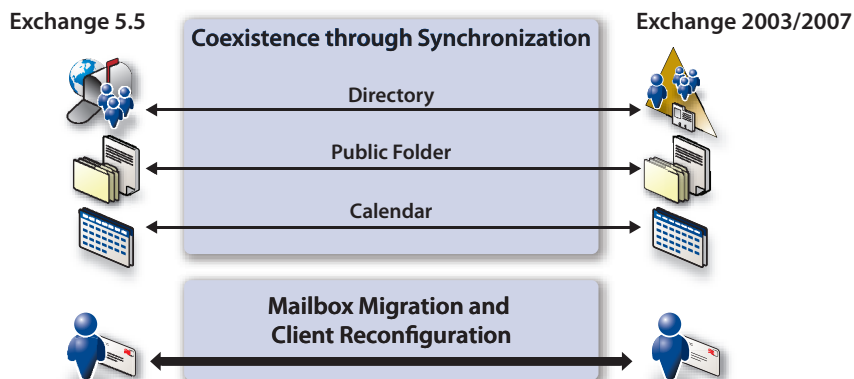 Exchange 5.5
Exchange 2003/2007
Coexistence through Synchronization
Directory
Public Folder
Calendar
Mailbox Migration and
Client Reconfiguration